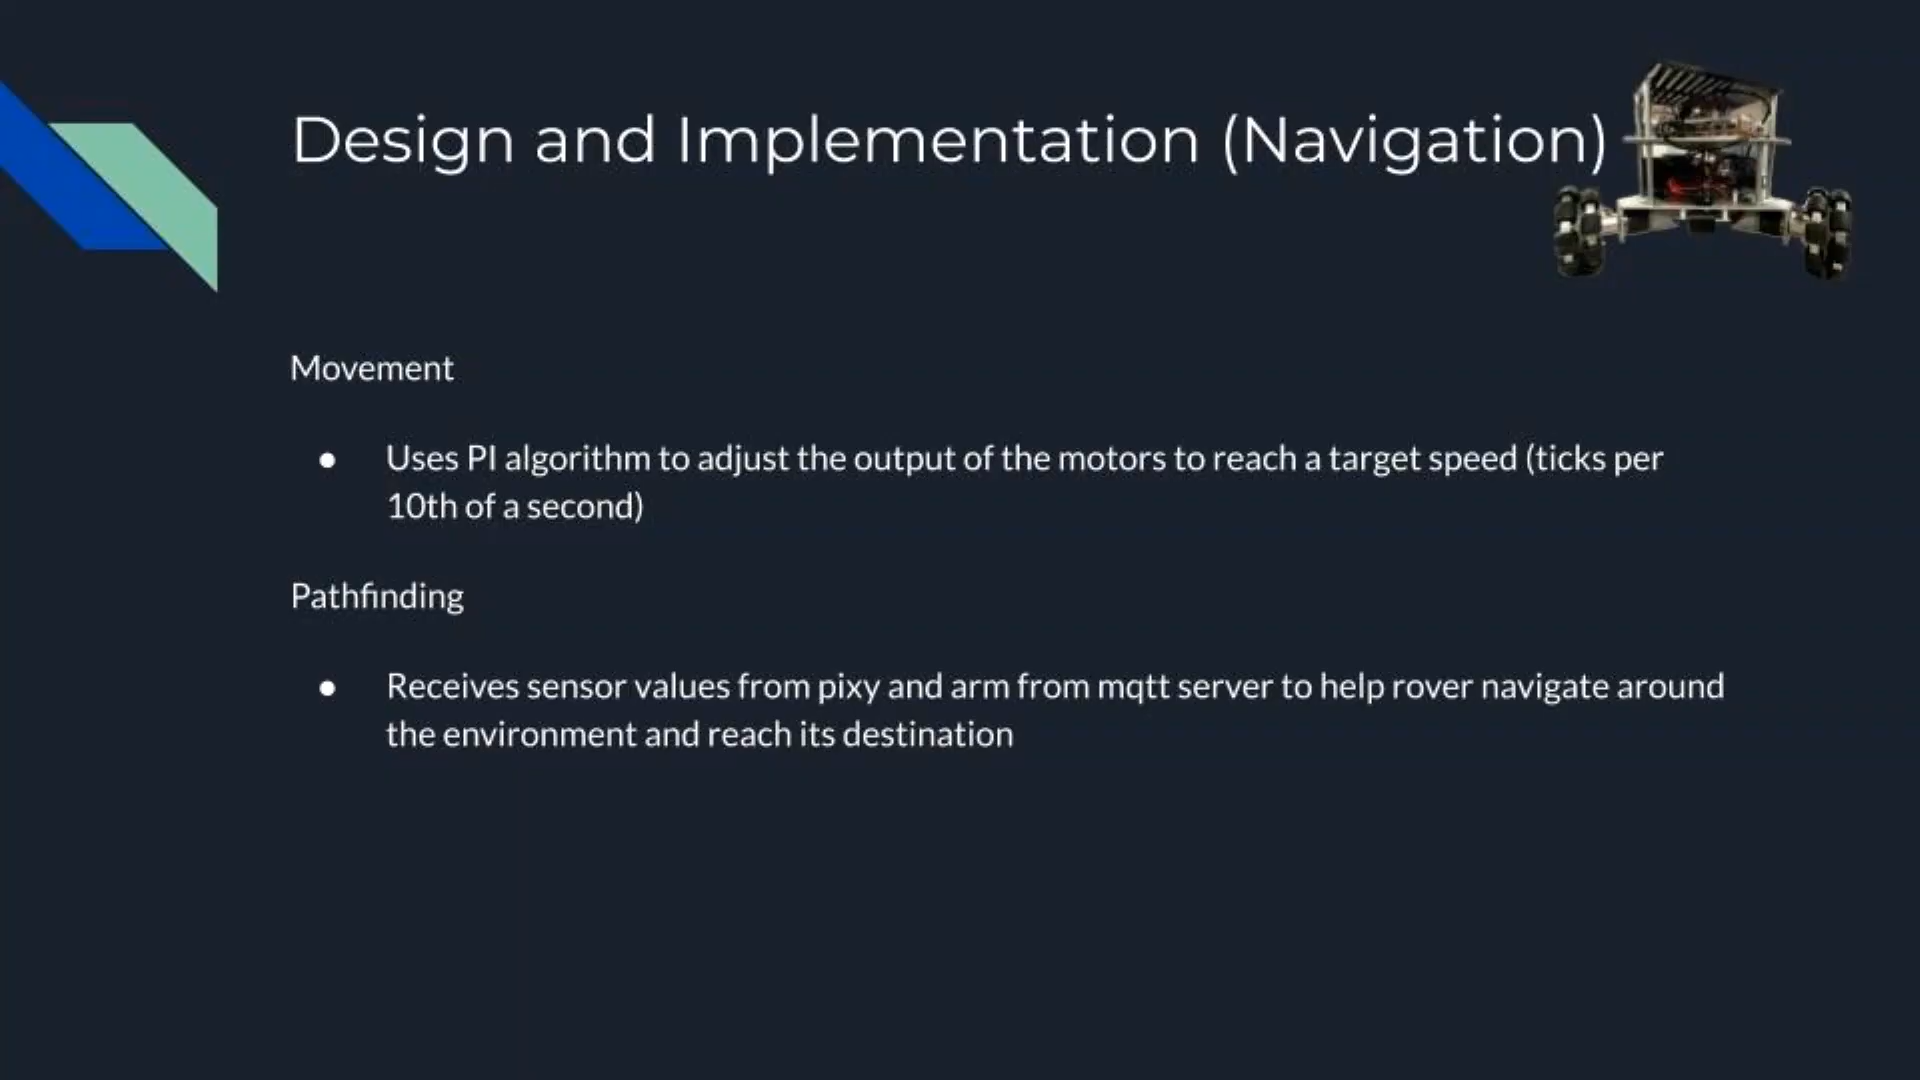 Design and Implementation (Navigation)
Movement
● Uses PI algorithm to adjust the output of the motors to reach a target speed (ticks per
10th of a second)
Pathfinding
● Receives sensor values from pixy and arm from mqtt server to help rover navigate around
the environment and reach its destination